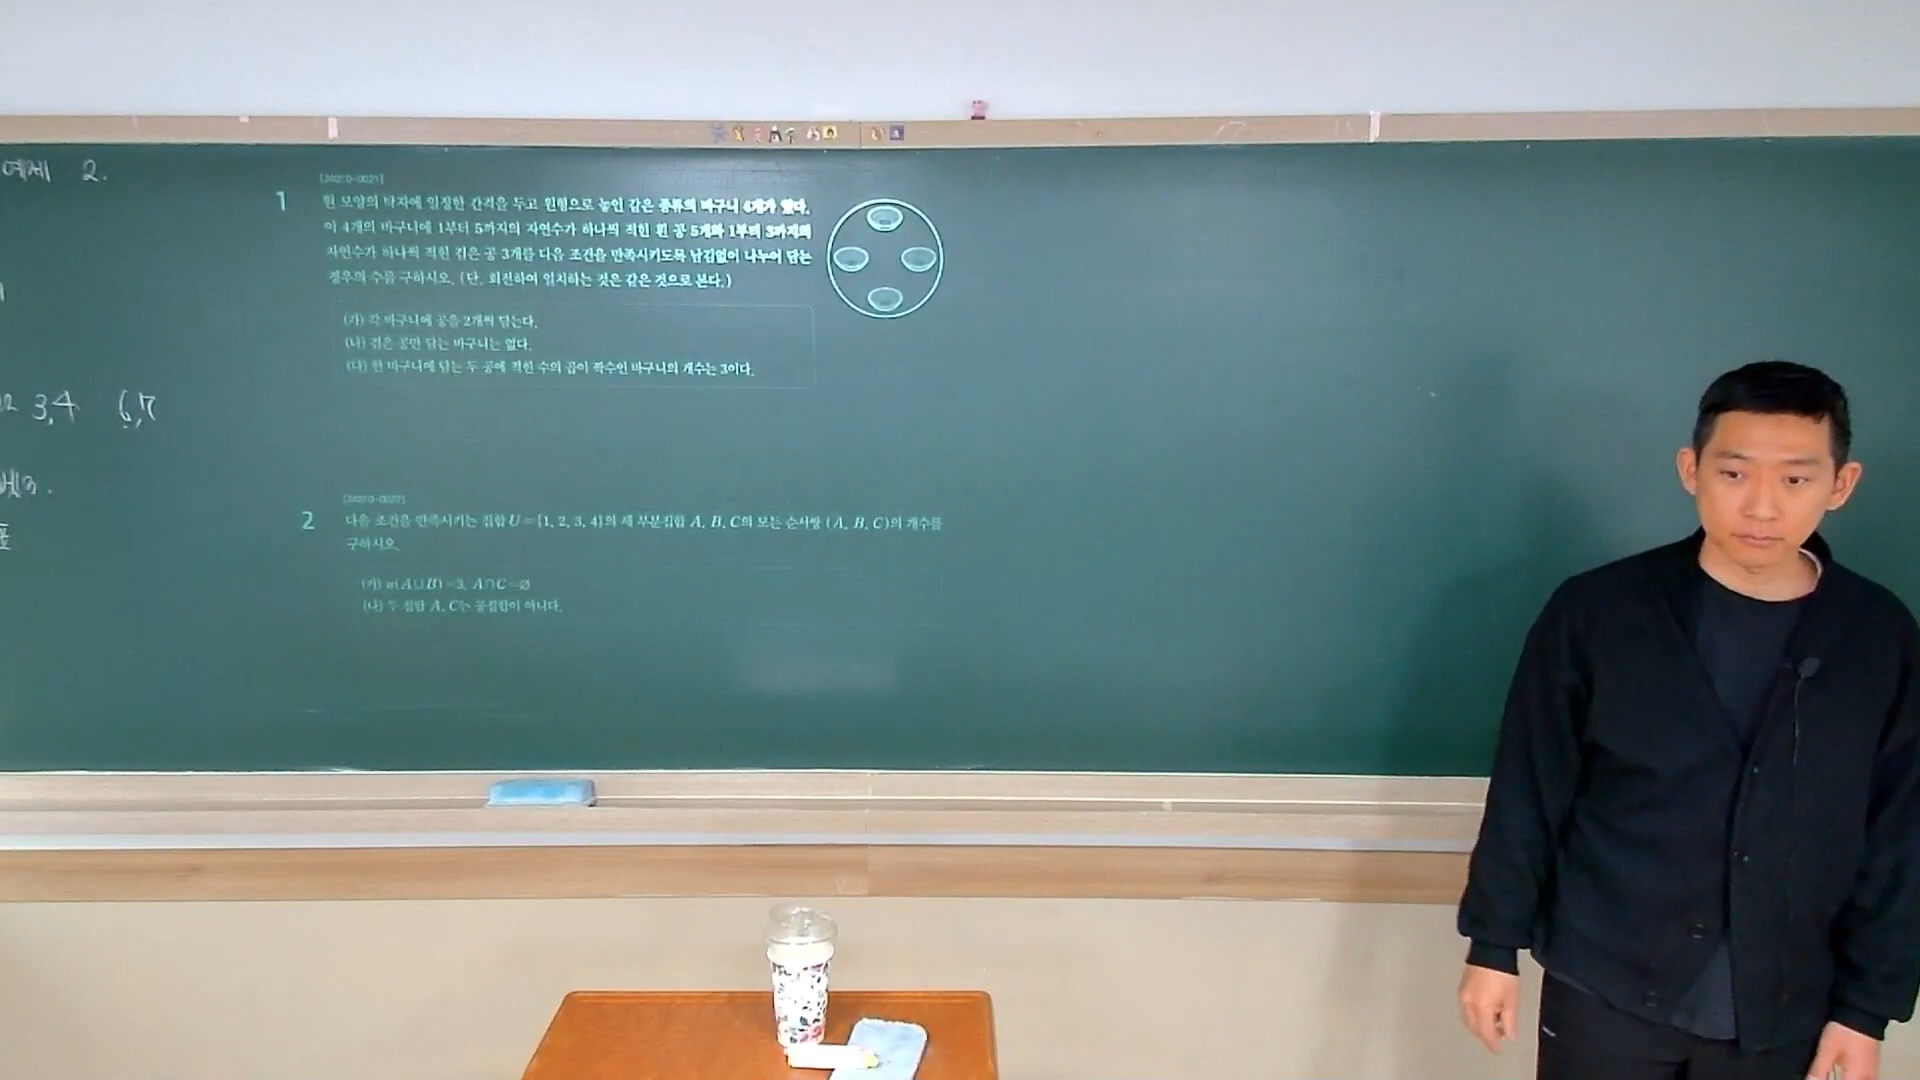 예제 2.
3,4 6,7
1
원 모양의 탁자에 일정한 간격을 두고 원형으로 놓인 같은 종류의 바구니 4개가 있다.
이 4개의 바구니에 1부터 5까지의 자연수가 하나씩 적힌 흰 공 5개와 1부터 3까지의
자연수가 하나씩 적힌 검은 공 3개를 다음 조건을 만족시키도록 남김없이 나누어 담는
경우의 수를 구하시오. (단, 회전하여 일치하는 것은 같은 것으로 본다.)
(가) 각 바구니에 공을 2개씩 담는다.
(나) 검은 공만 담는 바구니는 없다.
(다) 한 바구니에 담는 두 공에 적힌 수의 곱이 짝수인 바구니의 개수는 3이다.
2
다음 조건을 만족시키는 집합 U={1, 2, 3, 4}의 세 부분집합 A, B, C의 모든 순서쌍 (A, B, C)의 개수를
구하시오.
(가) n(A∪B)=3, A∩C=∅
(나) 두 집합 A, C는 공집합이 아니다.